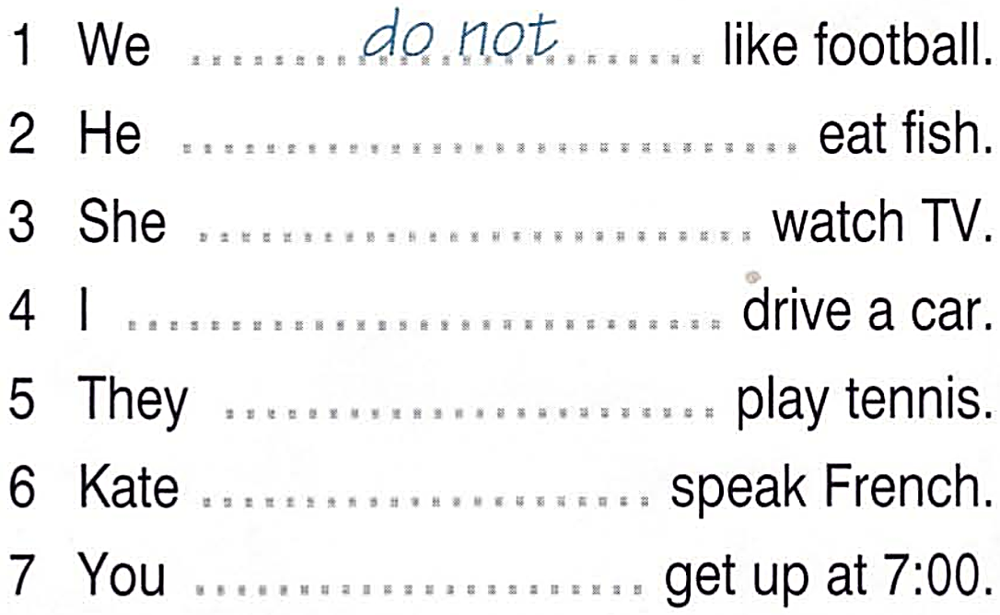 1 We ........ do not ........ like football.
2 He ................ eat fish.
3 She ................ watch TV.
4 I ................ drive a car.
5 They ................ play tennis.
6 Kate ................ speak French.
7 You ................ get up at 7:00.